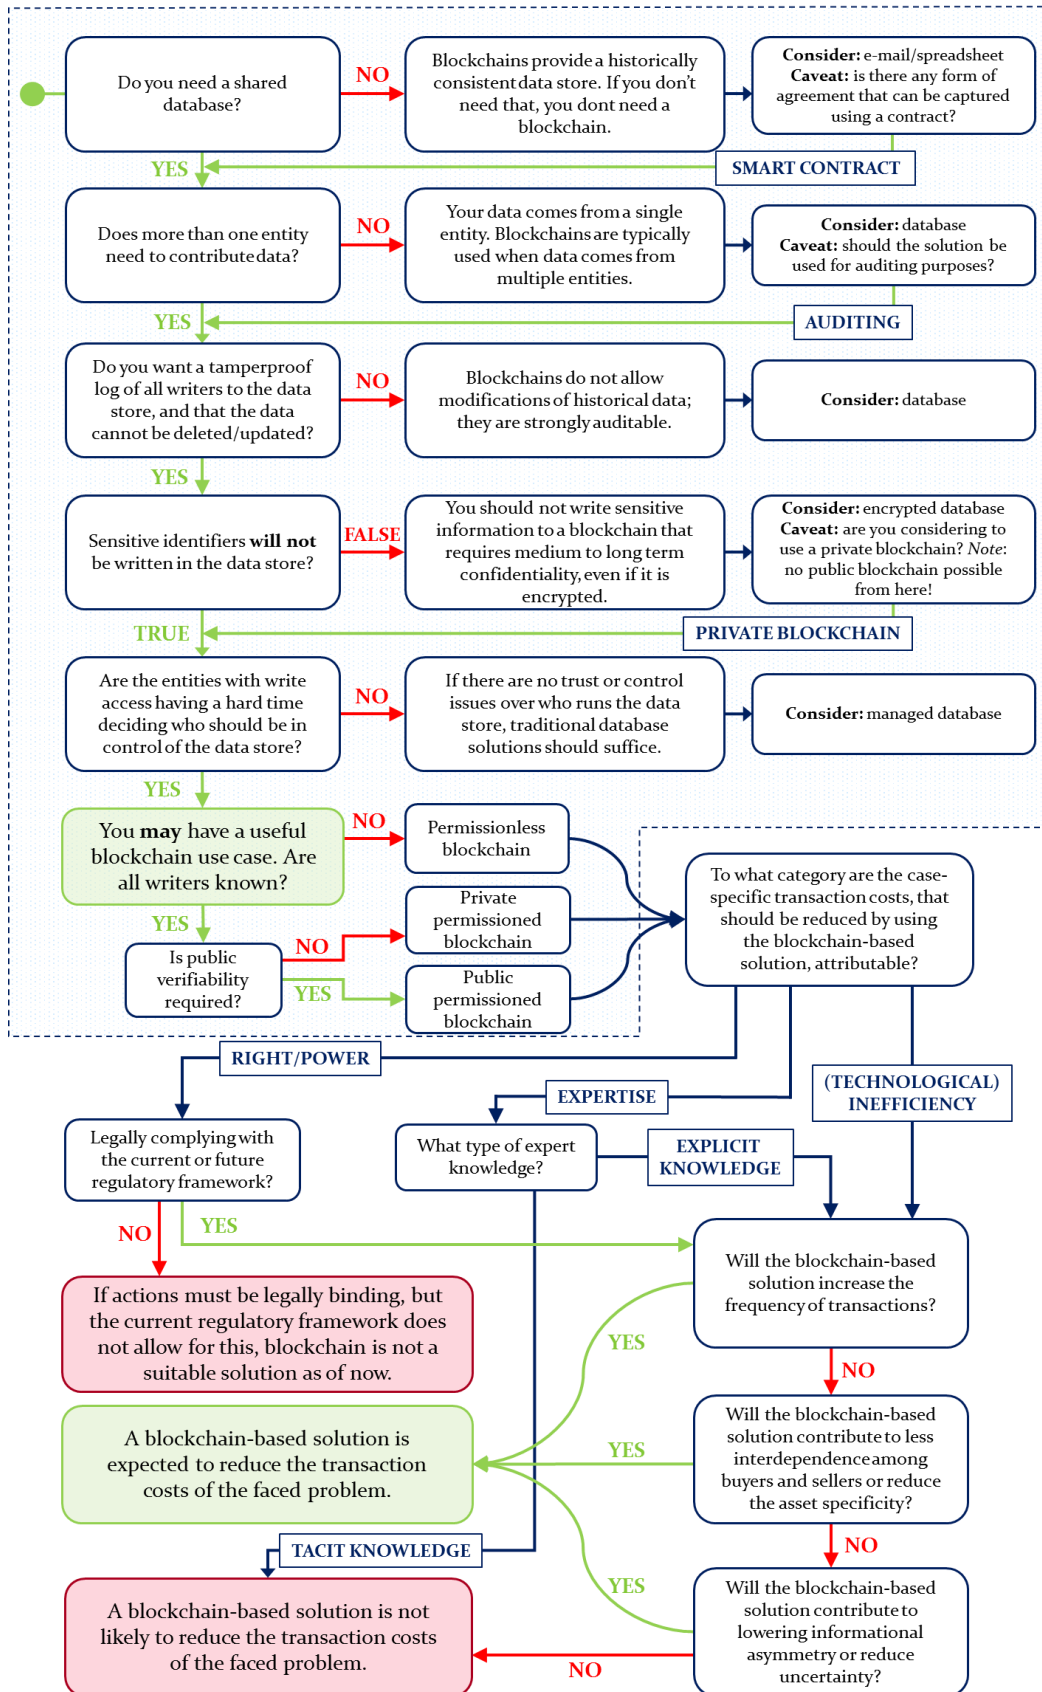 Do you need a shared
database?
NO
Blockchains provide a historically
consistent data store. If you don't
need that, you dont need a
blockchain.
Consider: e-mail/spreadsheet
Caveat: is there any form of
agreement that can be captured
using a contract?
YES
SMART CONTRACT
Does more than one entity
need to contribute data?
NO
Your data comes from a single
entity. Blockchains are typically
used when data comes from
multiple entities.
Consider: database
Caveat: should the solution be
used for auditing purposes?
YES
AUDITING
Do you want a tamperproof
log of all writers to the data
store, and that the data
cannot be deleted/updated?
NO
Blockchains do not allow
modifications of historical data;
they are strongly auditable.
Consider: database
YES
Sensitive identifiers will not
be written in the data store?
FALSE
You should not write sensitive
information to a blockchain that
requires medium to long term
confidentiality, even if it is
encrypted.
Consider: encrypted database
Caveat: are you considering to
use a private blockchain? Note:
no public blockchain possible
from here!
TRUE
PRIVATE BLOCKCHAIN
Are the entities with write
access having a hard time
deciding who should be in
control of the data store?
NO
If there are no trust or control
issues over who runs the data
store, traditional database
solutions should suffice.
Consider: managed database
YES
You may have a useful
blockchain use case. Are
all writers known?
NO
Permissionless
blockchain
Private
permissioned
blockchain
YES
Is public
verifiability
required?
NO
YES
Public
permissioned
blockchain
To what category are the case-
specific transaction costs, that
should be reduced by using
the blockchain-based
solution, attributable?
RIGHT/POWER
EXPERTISE
(TECHNOLOGICAL)
INEFFICIENCY
Legally complying with
the current or future
regulatory framework?
What type of expert
knowledge?
EXPLICIT
KNOWLEDGE
NO
YES
Will the blockchain-based
solution increase the
frequency of transactions?
If actions must be legally binding, but
the current regulatory framework does
not allow for this, blockchain is not a
suitable solution as of now.
YES
NO
Will the blockchain-based
solution contribute to less
interdependence among
buyers and sellers or reduce
the asset specificity?
YES
A blockchain-based solution is
expected to reduce the transaction
costs of the faced problem.
NO
TACIT KNOWLEDGE
YES
Will the blockchain-based
solution contribute to
lowering informational
asymmetry or reduce
uncertainty?
NO
A blockchain-based solution is not
likely to reduce the transaction costs
of the faced problem.